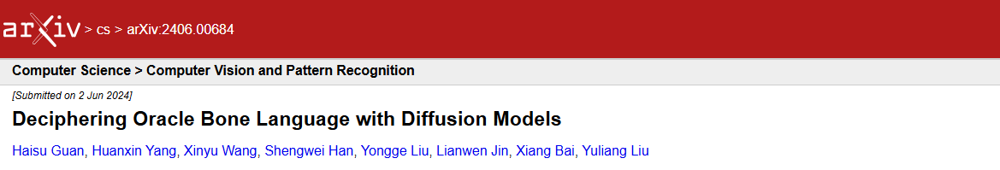 arXiv > cs > arXiv:2406.00684
Computer Science > Computer Vision and Pattern Recognition
[Submitted on 2 Jun 2024]
Deciphering Oracle Bone Language with Diffusion Models
Haisu Guan, Huanxin Yang, Xinyu Wang, Shengwei Han, Yongge Liu, Lianwen Jin, Xiang Bai, Yuliang Liu